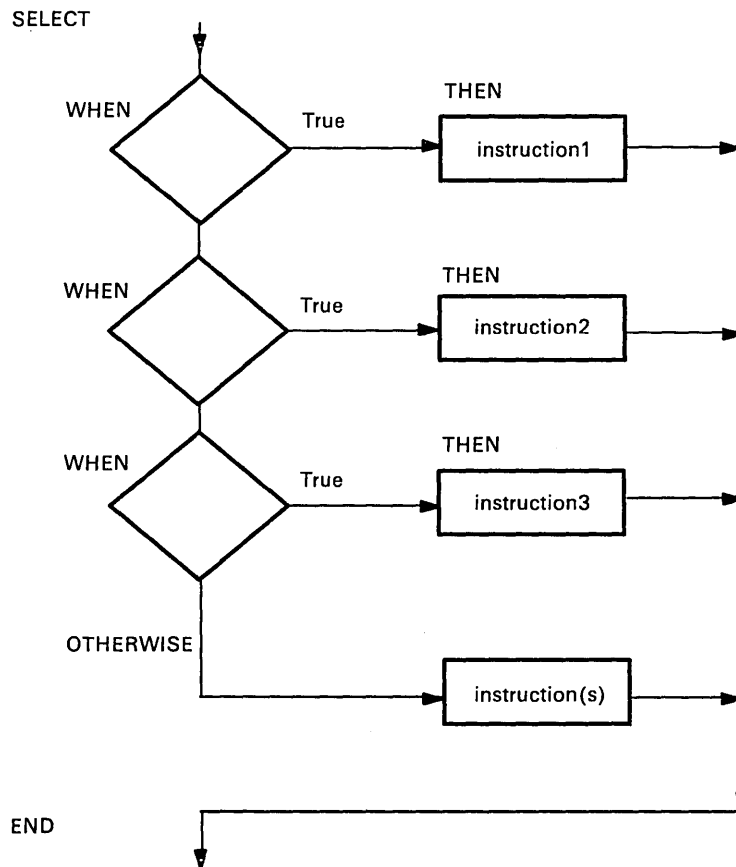 SELECT
WHEN
True
THEN
instruction1
WHEN
True
THEN
instruction2
WHEN
True
THEN
instruction3
OTHERWISE
instruction(s)
END